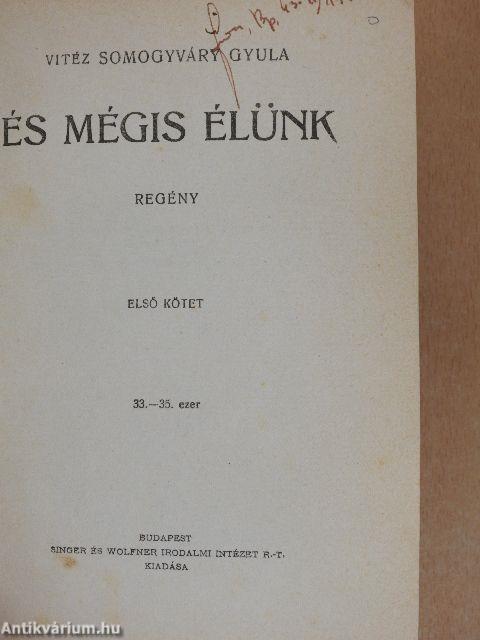 VITÉZ SOMOGYVÁRY GYULA
ÉS MÉGIS ÉLÜNK
REGÉNY
ELSŐ KÖTET
33.—35. ezer
BUDAPEST
SINGER ÉS WOLFNER IRODALMI INTÉZET R.-T.
KIADÁSA
Antikvárium.hu